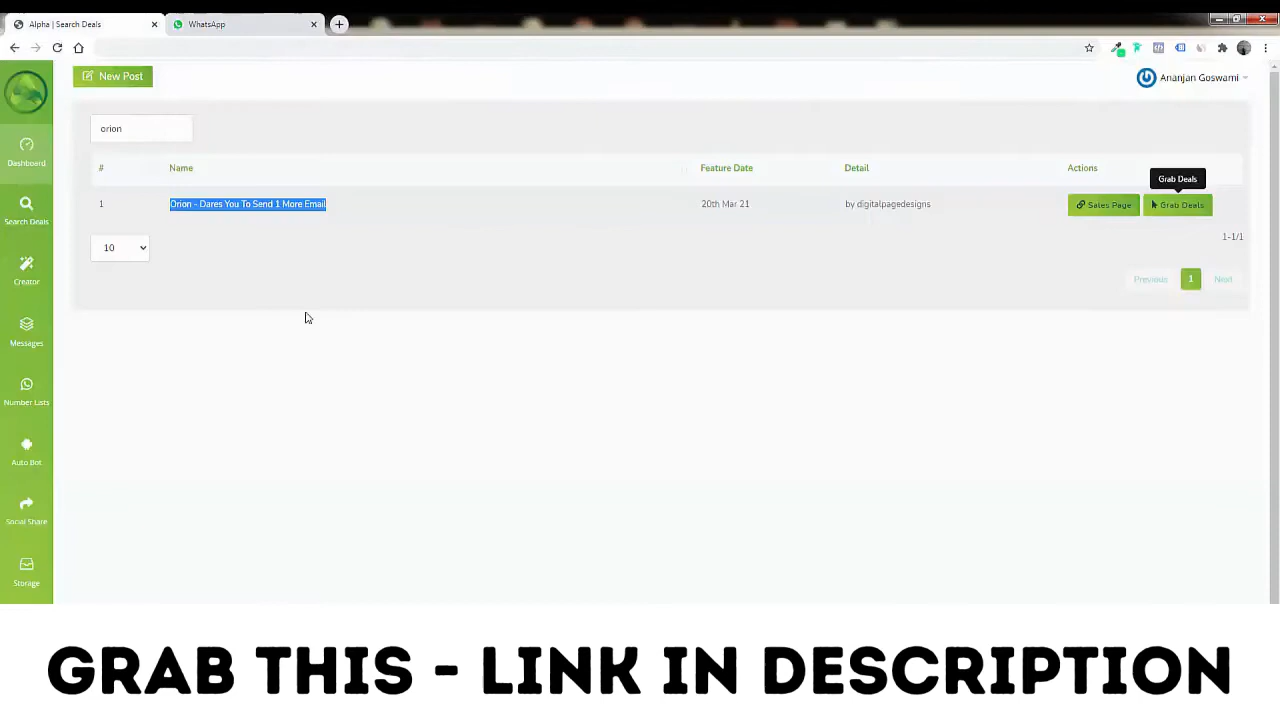 Alpha | Search Deals
WhatsApp
New Post
Ananjan Goswami
orion
# Name Feature Date Detail Actions
Grab Deals
1 Orion - Dares You To Send 1 More Email 20th Mar 21 by digitalpagedesigns Sales Page Grab Deals
1-1/1
10
Previous 1 Next
Dashboard
Search Deals
Creator
Messages
Number Lists
Auto Bot
Social Share
Storage
GRAB THIS - LINK IN DESCRIPTION